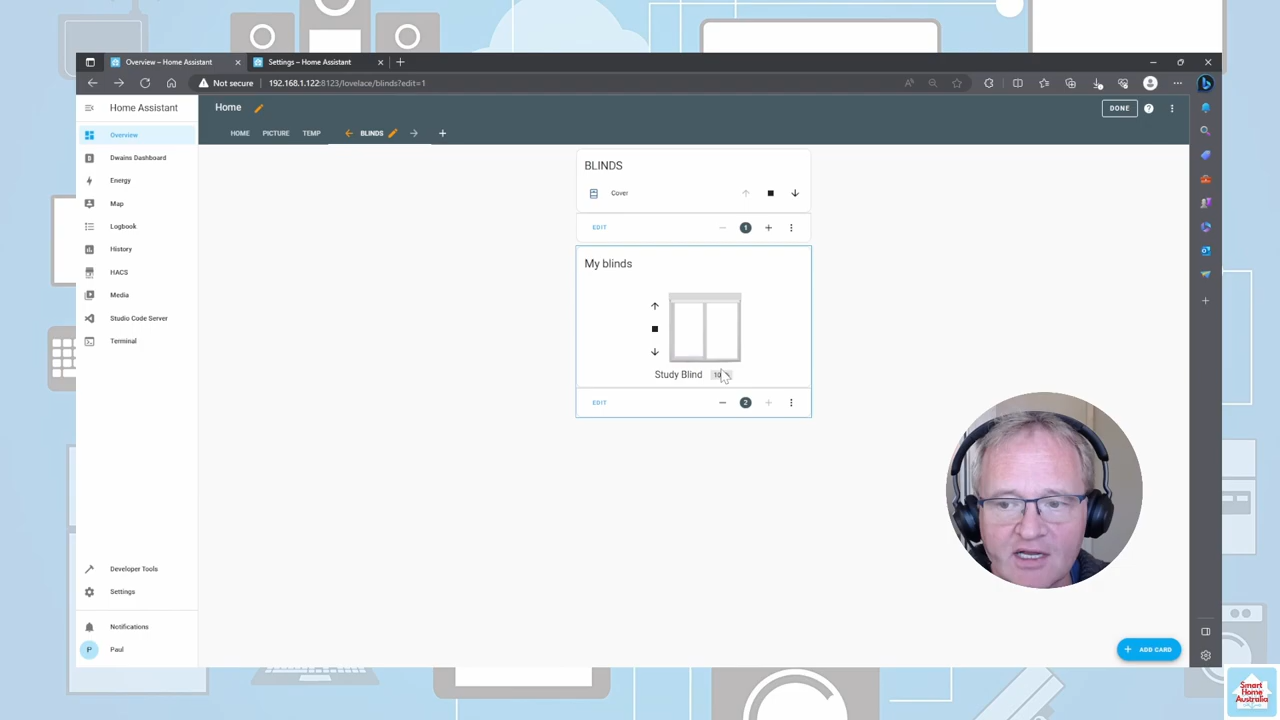 Overview – Home Assistant
Settings – Home Assistant
Not secure
192.168.1.122:8123/lovelace/blinds?edit=1
Home Assistant
Home
DONE
HOME
PICTURE
TEMP
BLINDS
Overview
Dwains Dashboard
Energy
Map
Logbook
History
HACS
Media
Studio Code Server
Terminal
Developer Tools
Settings
Notifications
P
Paul
BLINDS
Cover
EDIT
1
My blinds
Study Blind
EDIT
2
ADD CARD
Smart
Home
Australia